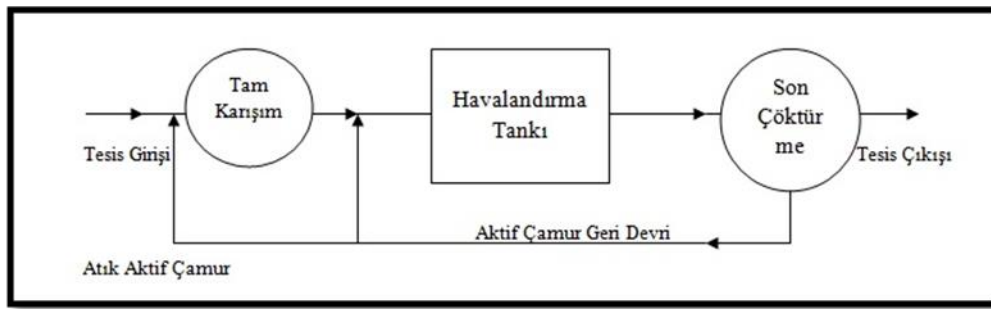 Tam
Karışım
Havalandırma
Tankı
Son
Çöktür
me
Tesis Girişi
Tesis Çıkışı
Aktif Çamur Geri Devri
Atık Aktif Çamur